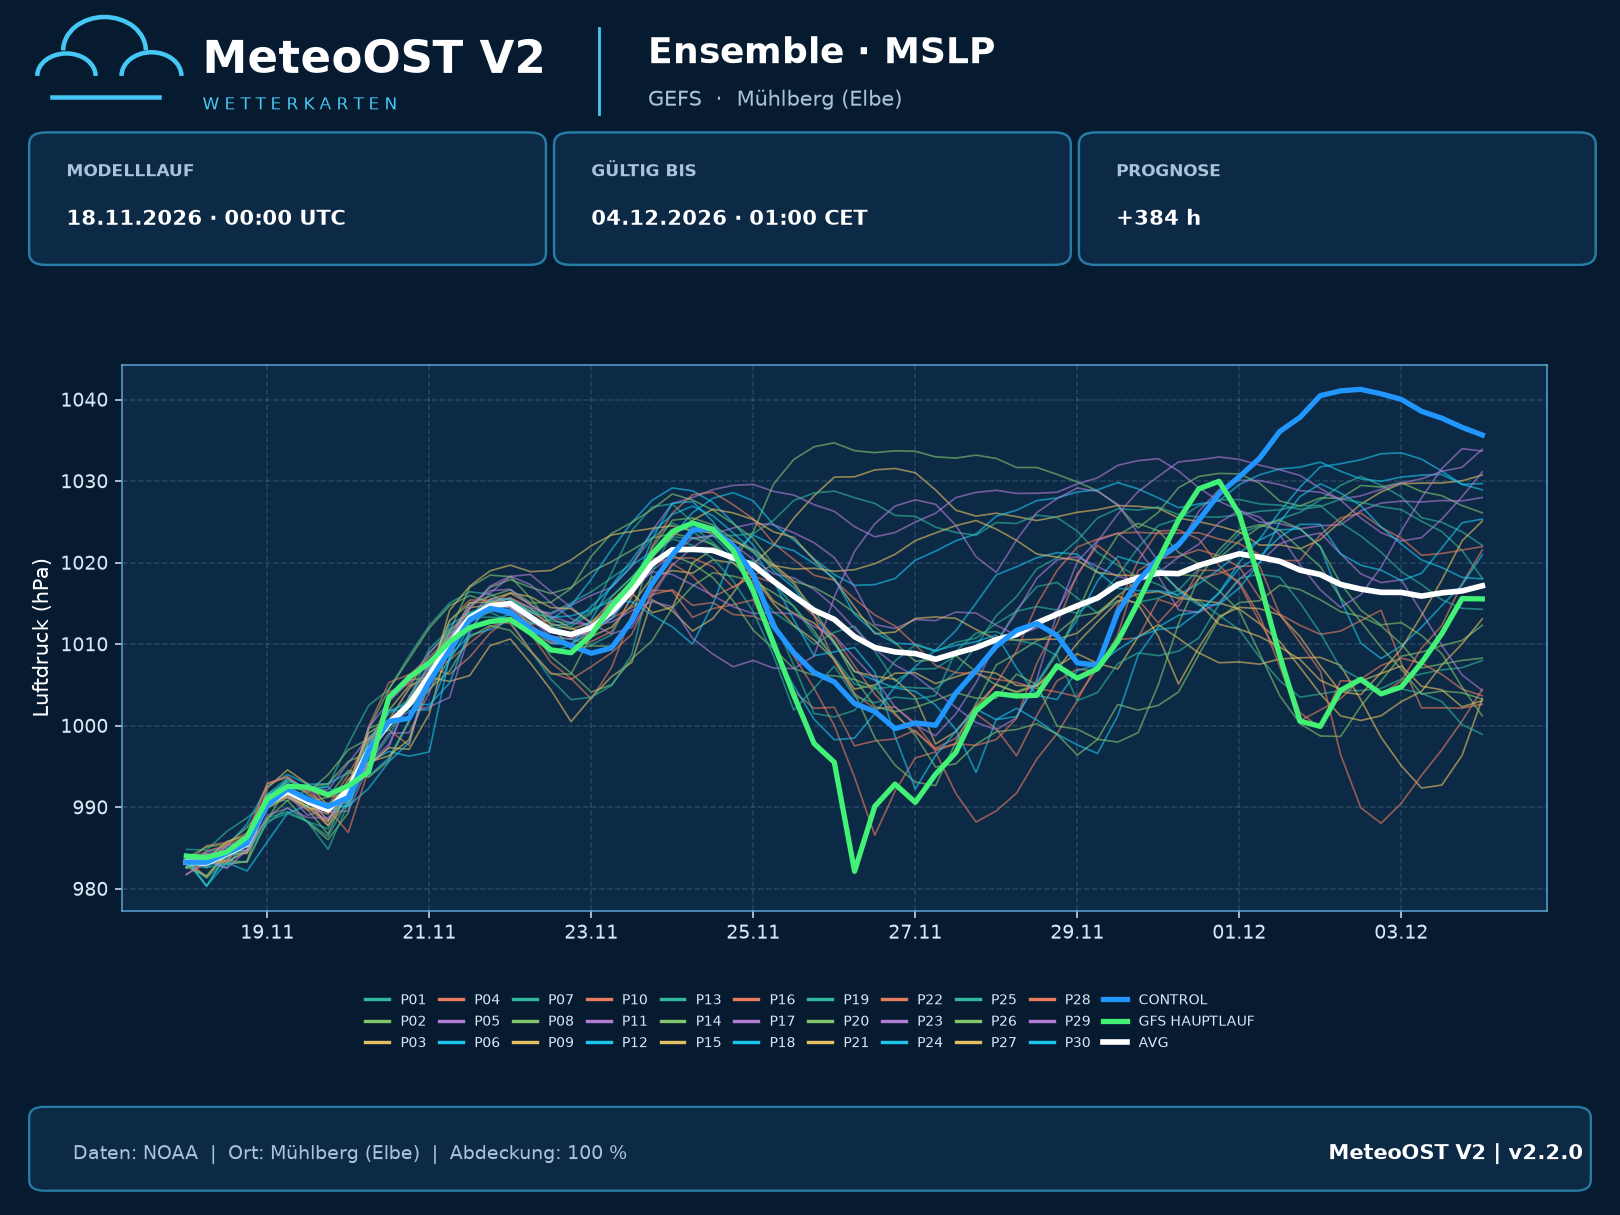 MeteoOST V2
WETTERKARTEN
Ensemble · MSLP
GEFS · Mühlberg (Elbe)
MODELLLAUF
18.11.2026 · 00:00 UTC
GÜLTIG BIS
04.12.2026 · 01:00 CET
PROGNOSE
+384 h
Luftdruck (hPa)
1040
1030
1020
1010
1000
990
980
19.11 21.11 23.11 25.11 27.11 29.11 01.12 03.12
P01 P04 P07 P10 P13 P16 P19 P22 P25 P28 CONTROL
P02 P05 P08 P11 P14 P17 P20 P23 P26 P29 GFS HAUPTLAUF
P03 P06 P09 P12 P15 P18 P21 P24 P27 P30 AVG
Daten: NOAA | Ort: Mühlberg (Elbe) | Abdeckung: 100 %
MeteoOST V2 | v2.2.0